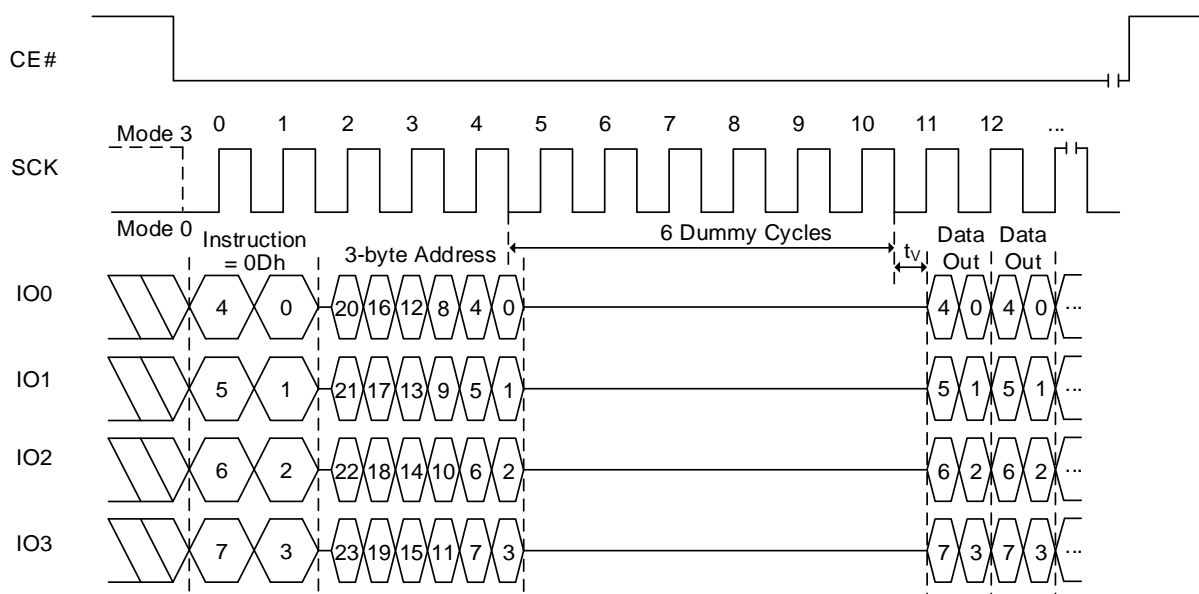 CE#
0 1 2 3 4 5 6 7 8 9 10 11 12 ...
Mode 3
SCK
Mode 0
Instruction
= 0Dh
3-byte Address
6 Dummy Cycles
tV
Data
Out
Data
Out
IO0 4 0 20 16 12 8 4 0 4 0 4 0 ...
IO1 5 1 21 17 13 9 5 1 5 1 5 1 ...
IO2 6 2 22 18 14 10 6 2 6 2 6 2 ...
IO3 7 3 23 19 15 11 7 3 7 3 7 3 ...